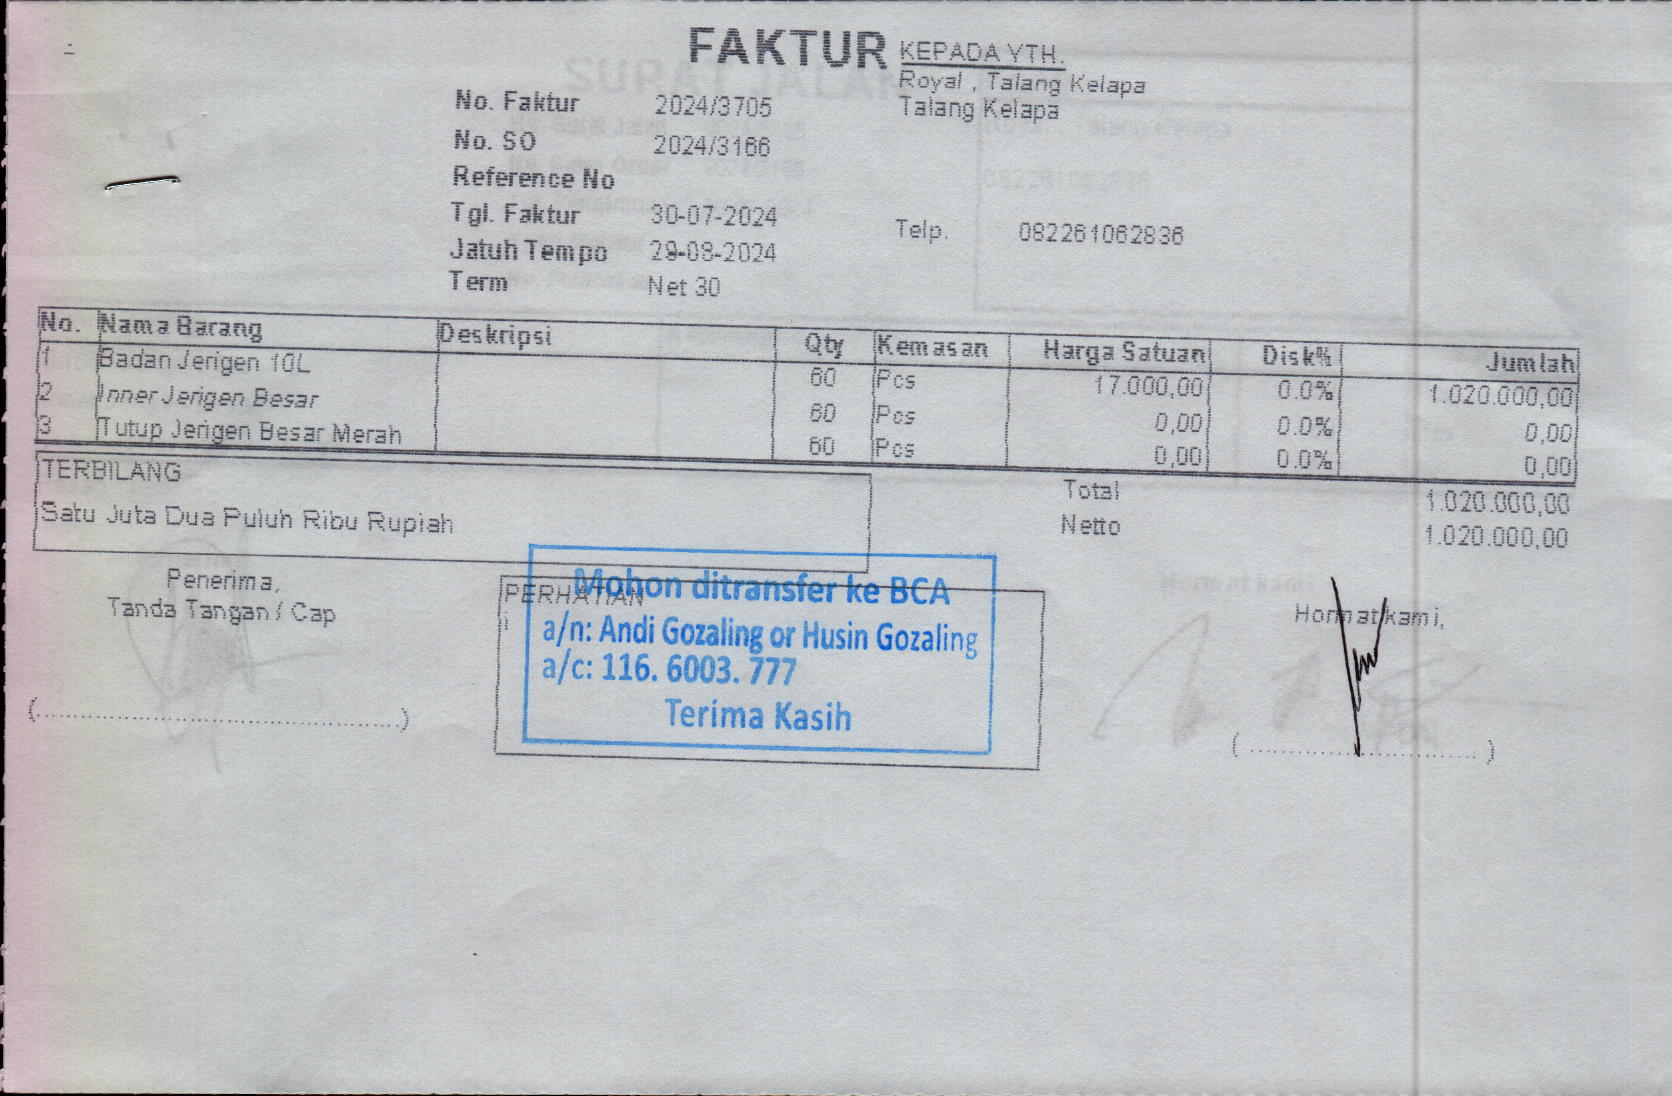 FAKTUR
KEPADA YTH.
Royal , Talang Kelapa
Talang Kelapa
No. Faktur 2024/3705
No. SO 2024/3166
Reference No
Tgl. Faktur 30-07-2024
Jatuh Tempo 29-08-2024
Term Net 30
Telp. 082261062836
No. Nama Barang Deskripsi Qty Kemasan Harga Satuan Disk% Jumlah
1 Badan Jerigen 10L 60 Pcs 17.000,00 0.0% 1.020.000,00
2 Inner Jerigen Besar 60 Pcs 0,00 0.0% 0,00
3 Tutup Jerigen Besar Merah 60 Pcs 0,00 0.0% 0,00
TERBILANG
Satu Juta Dua Puluh Ribu Rupiah
Total 1.020.000,00
Netto 1.020.000,00
Penerima,
Tanda Tangan / Cap
(..........................................)
PERHATIAN
Mohon ditransfer ke BCA
a/n: Andi Gozaling or Husin Gozaling
a/c: 116. 6003. 777
Terima Kasih
Hormat kami,
( .................................. )